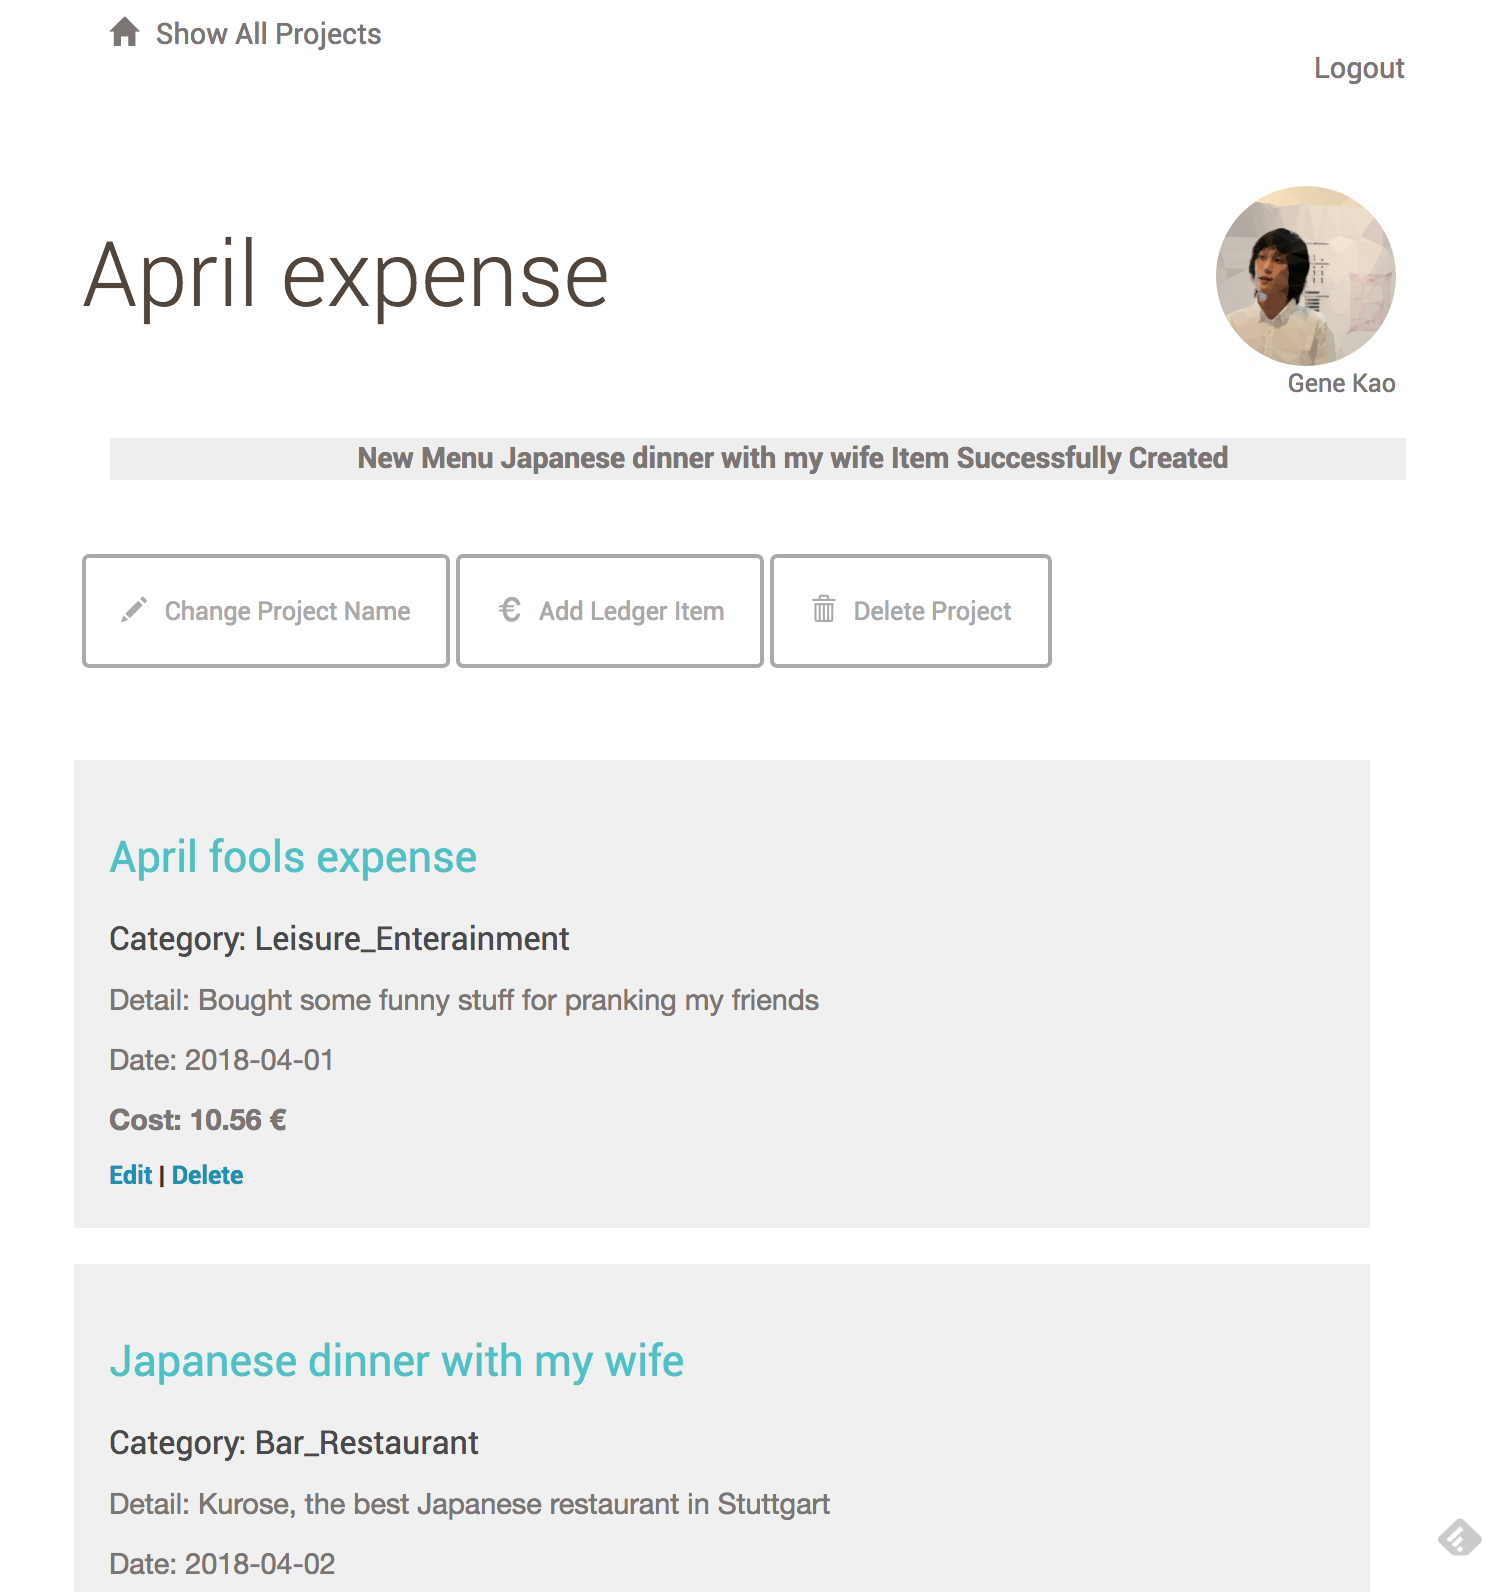 Show All Projects
Logout
April expense
Gene Kao
New Menu Japanese dinner with my wife Item Successfully Created
Change Project Name
€ Add Ledger Item
Delete Project
April fools expense
Category: Leisure_Enterainment
Detail: Bought some funny stuff for pranking my friends
Date: 2018-04-01
Cost: 10.56 €
Edit | Delete
Japanese dinner with my wife
Category: Bar_Restaurant
Detail: Kurose, the best Japanese restaurant in Stuttgart
Date: 2018-04-02